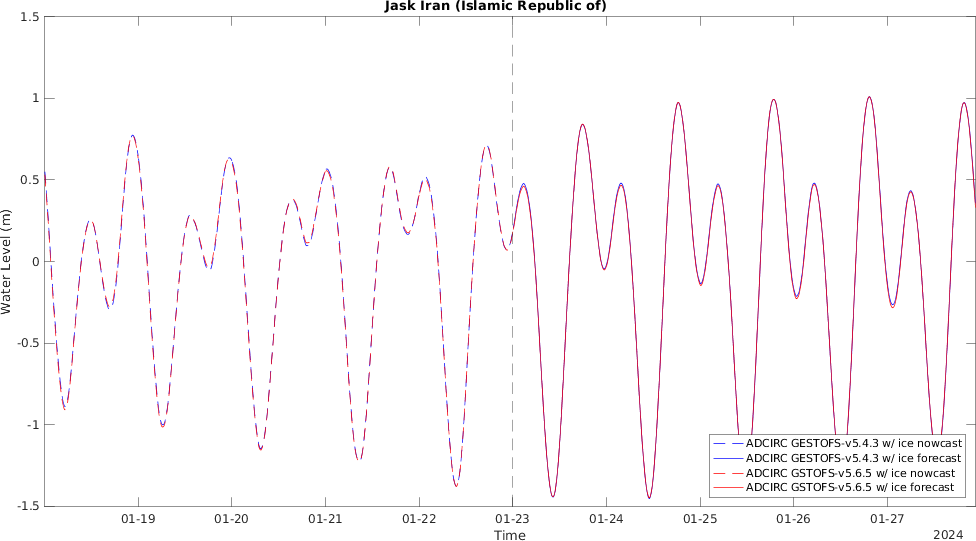 Jask Iran (Islamic Republic of)
1.5
1
0.5
0
-0.5
-1
-1.5
Water Level (m)
01-19
01-20
01-21
01-22
01-23
01-24
01-25
01-26
01-27
Time
2024
ADCIRC GESTOFS-v5.4.3 w/ ice nowcast
ADCIRC GESTOFS-v5.4.3 w/ ice forecast
ADCIRC GSTOFS-v5.6.5 w/ ice nowcast
ADCIRC GSTOFS-v5.6.5 w/ ice forecast